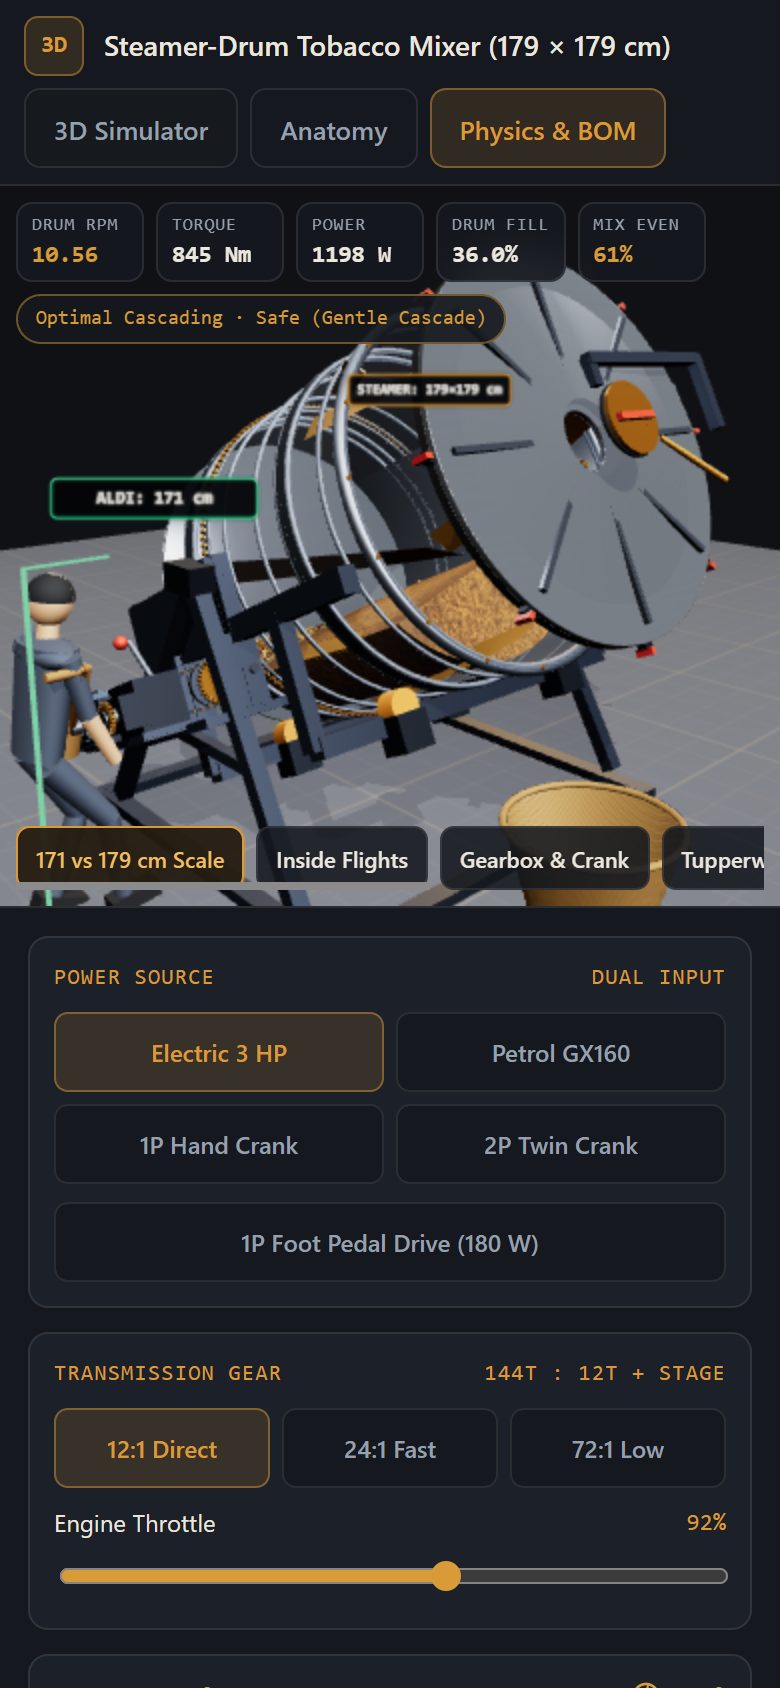 3D
Steamer-Drum Tobacco Mixer (179 × 179 cm)
3D Simulator
Anatomy
Physics & BOM
DRUM RPM
10.56
TORQUE
845 Nm
POWER
1198 W
DRUM FILL
36.0%
MIX EVEN
61%
Optimal Cascading · Safe (Gentle Cascade)
STEAMER: 179×179 cm
ALDI: 171 cm
171 vs 179 cm Scale
Inside Flights
Gearbox & Crank
Tupperw
POWER SOURCE
DUAL INPUT
Electric 3 HP
Petrol GX160
1P Hand Crank
2P Twin Crank
1P Foot Pedal Drive (180 W)
TRANSMISSION GEAR
144T : 12T + STAGE
12:1 Direct
24:1 Fast
72:1 Low
Engine Throttle
92%